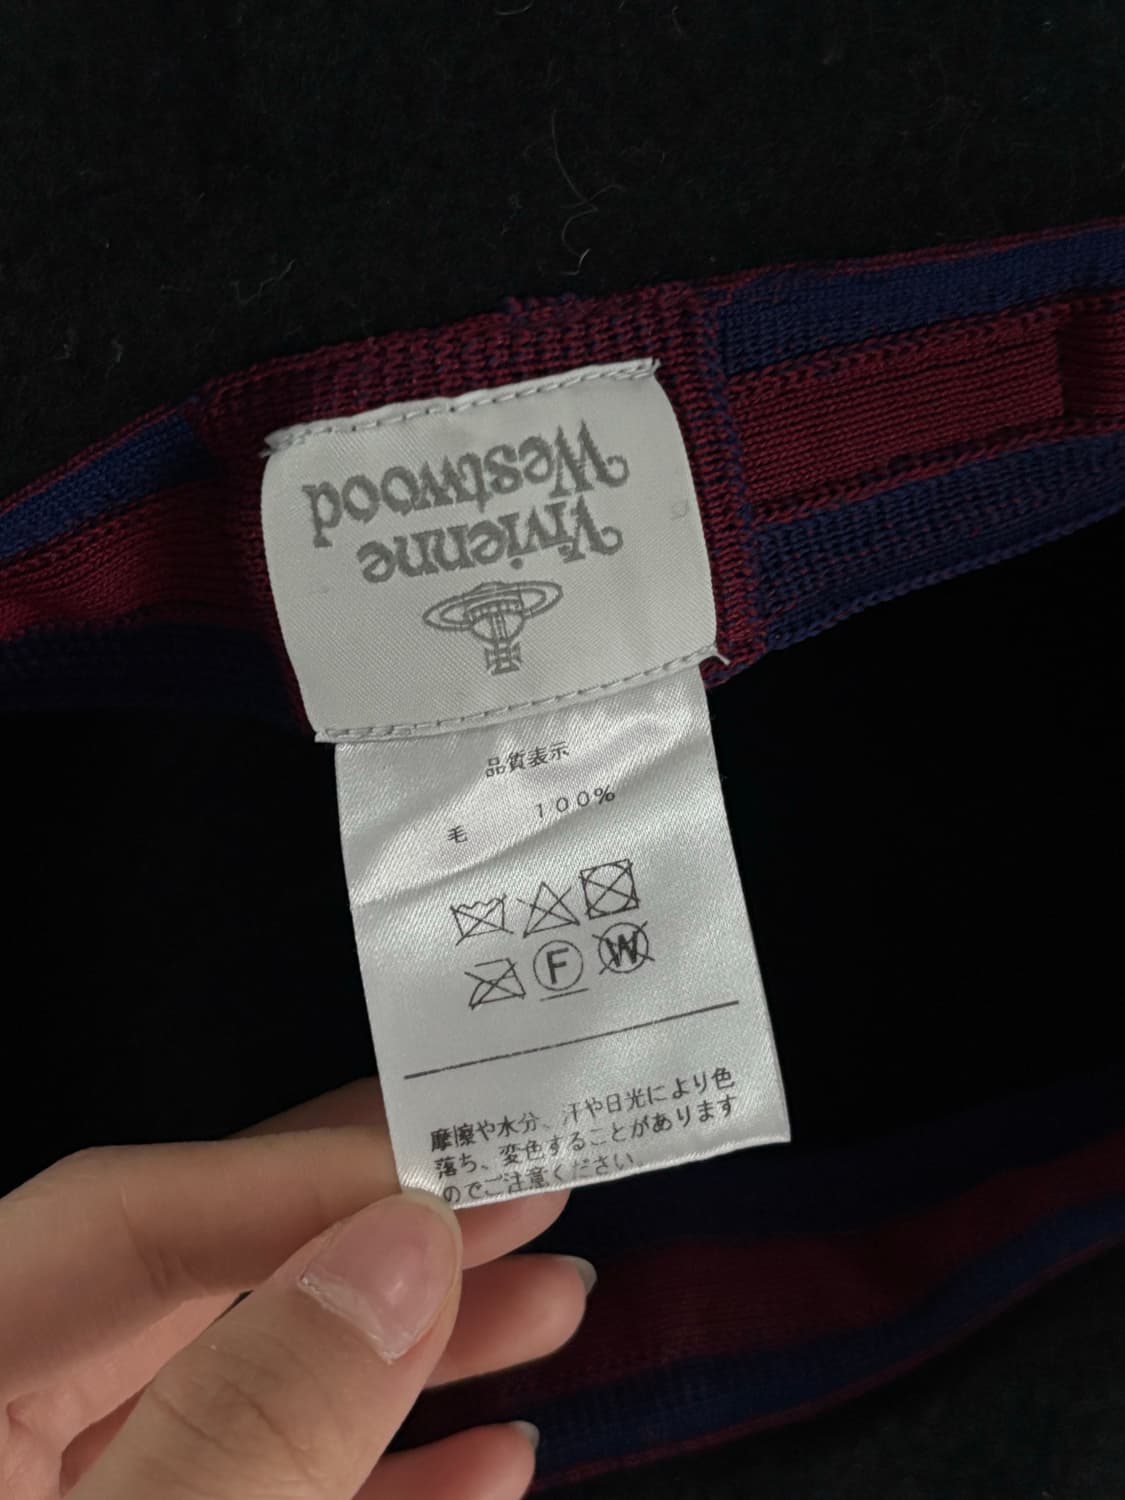 Vivienne
Westwood
品質表示
毛 100%
F
W
摩擦や水分、汗や日光により色
落ち、変色することがあります
のでご注意ください。